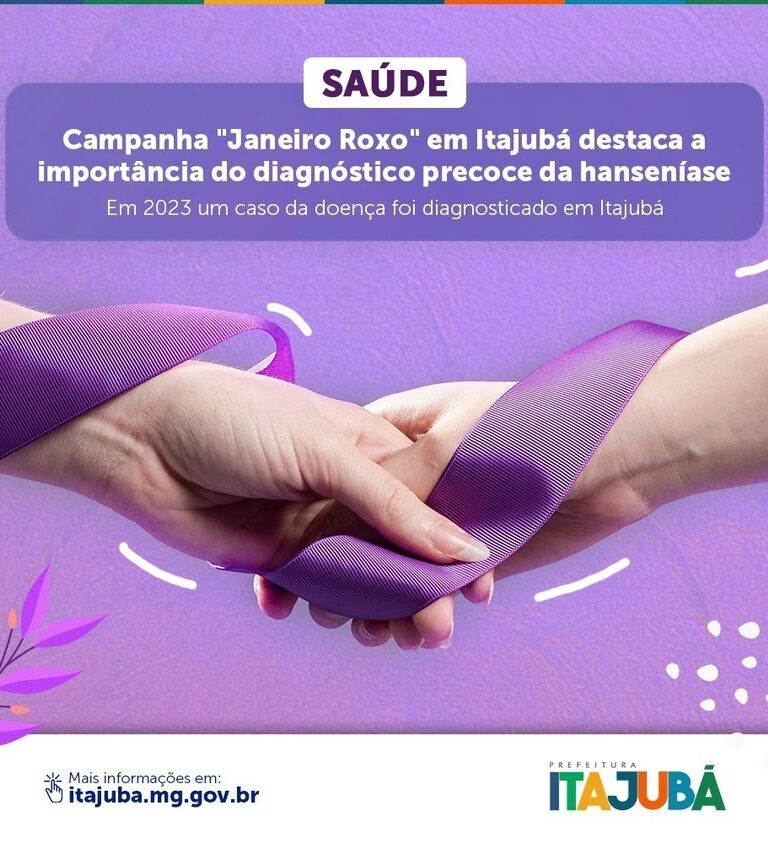 SAÚDE
Campanha "Janeiro Roxo" em Itajubá destaca a
importância do diagnóstico precoce da hanseníase
Em 2023 um caso da doença foi diagnosticado em Itajubá
Mais informações em:
itajuba.mg.gov.br
PREFEITURA
ITAJUBÁ